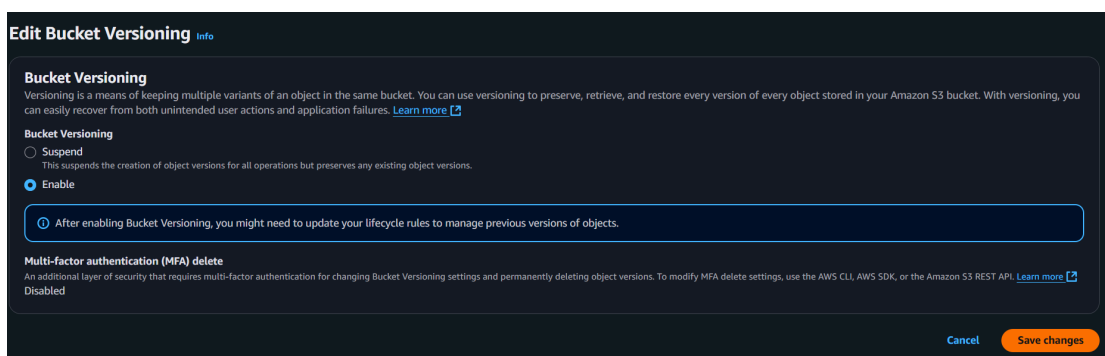 Edit Bucket Versioning Info
Bucket Versioning
Versioning is a means of keeping multiple variants of an object in the same bucket. You can use versioning to preserve, retrieve, and restore every version of every object stored in your Amazon S3 bucket. With versioning, you
can easily recover from both unintended user actions and application failures. Learn more
Bucket Versioning
Suspend
This suspends the creation of object versions for all operations but preserves any existing object versions.
Enable
After enabling Bucket Versioning, you might need to update your lifecycle rules to manage previous versions of objects.
Multi-factor authentication (MFA) delete
An additional layer of security that requires multi-factor authentication for changing Bucket Versioning settings and permanently deleting object versions. To modify MFA delete settings, use the AWS CLI, AWS SDK, or the Amazon S3 REST API. Learn more
Disabled
Cancel Save changes